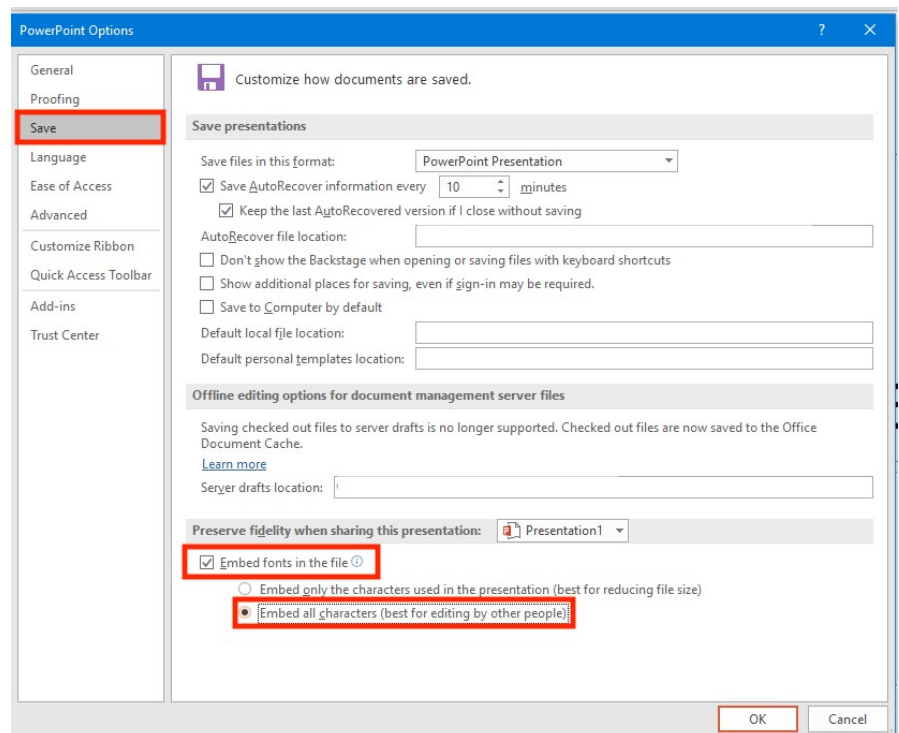 PowerPoint Options
General
Proofing
Save
Language
Ease of Access
Advanced
Customize Ribbon
Quick Access Toolbar
Add-ins
Trust Center
Customize how documents are saved.
Save presentations
Save files in this format: PowerPoint Presentation
Save AutoRecover information every 10 minutes
Keep the last AutoRecovered version if I close without saving
AutoRecover file location:
Don't show the Backstage when opening or saving files with keyboard shortcuts
Show additional places for saving, even if sign-in may be required.
Save to Computer by default
Default local file location:
Default personal templates location:
Offline editing options for document management server files
Saving checked out files to server drafts is no longer supported. Checked out files are now saved to the Office
Document Cache.
Learn more
Server drafts location:
Preserve fidelity when sharing this presentation: Presentation1
Embed fonts in the file
Embed only the characters used in the presentation (best for reducing file size)
Embed all characters (best for editing by other people)
OK Cancel